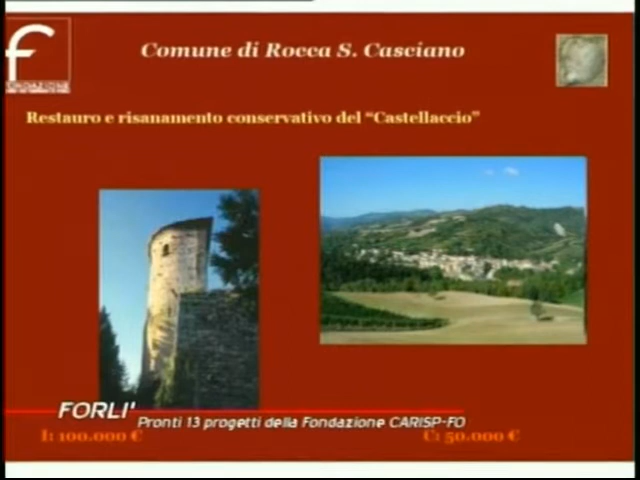 f
FONDAZIONE
Comune di Rocca S. Casciano
Restauro e risanamento conservativo del “Castellaccio”
FORLI'
Pronti 13 progetti della Fondazione CARISP-FO
I: 100.000 €
C: 50.000 €